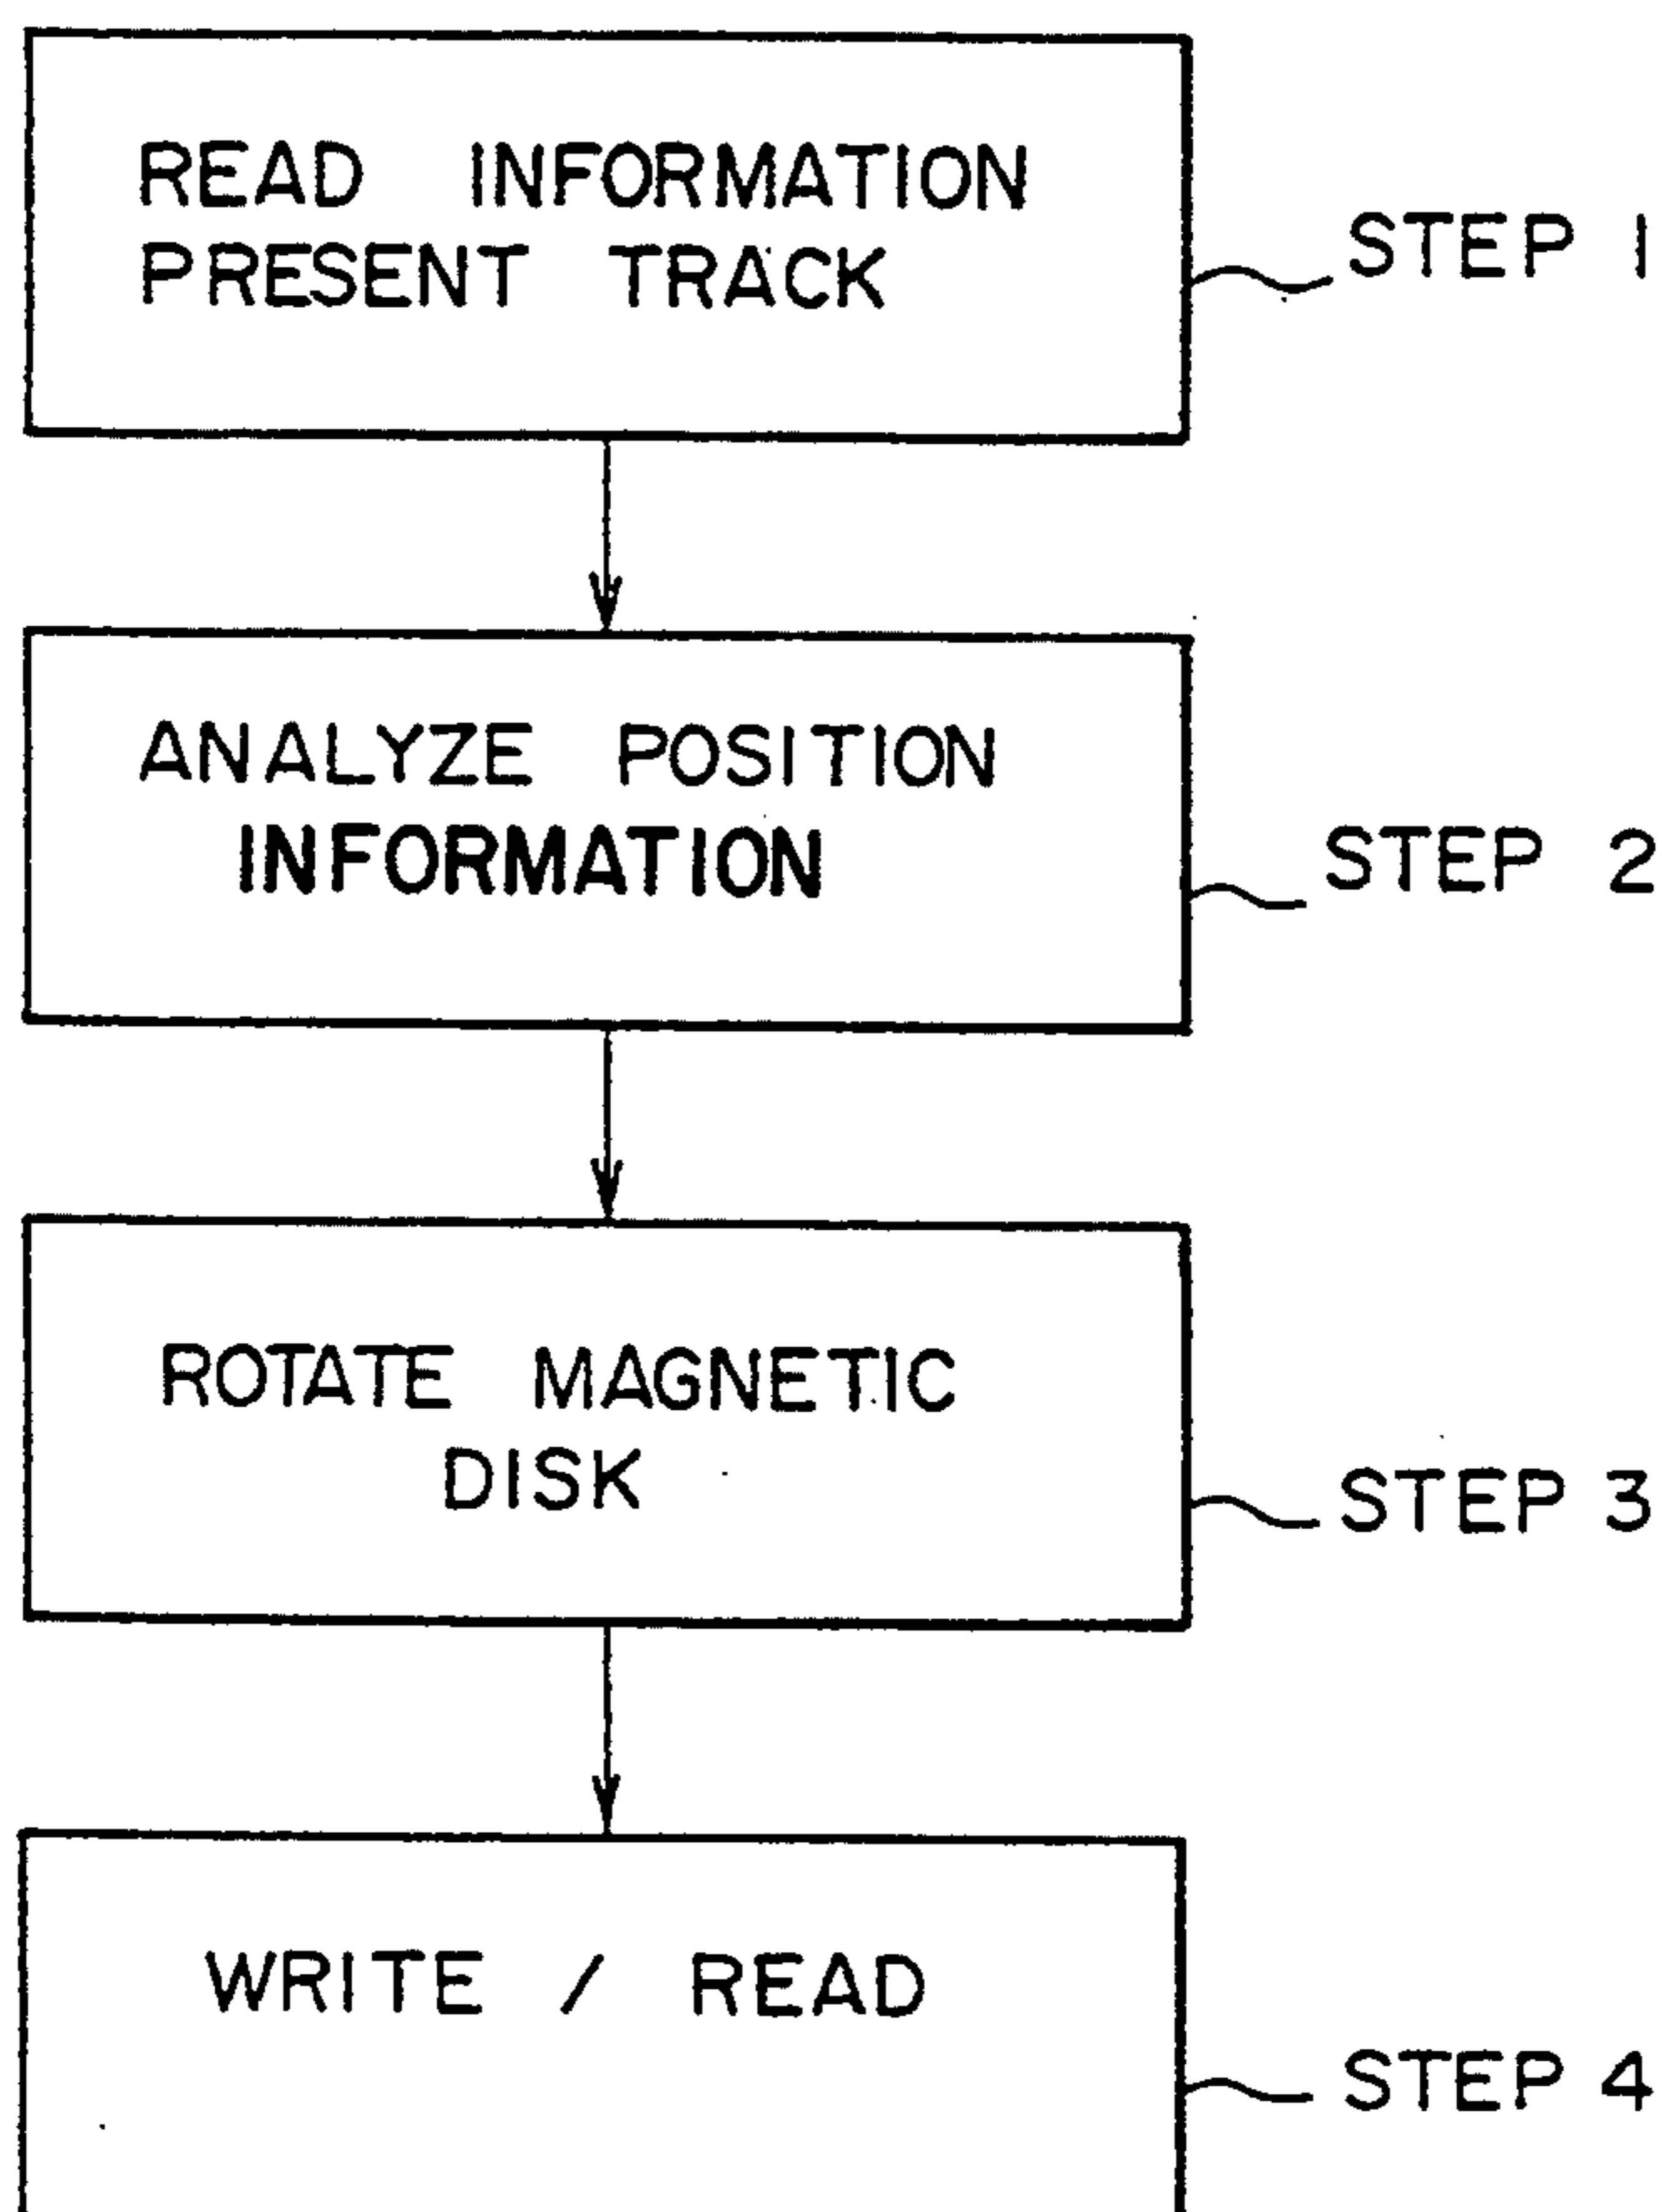 READ INFORMATION
PRESENT TRACK
STEP 1
ANALYZE POSITION
INFORMATION
STEP 2
ROTATE MAGNETIC
DISK
STEP 3
WRITE / READ
STEP 4